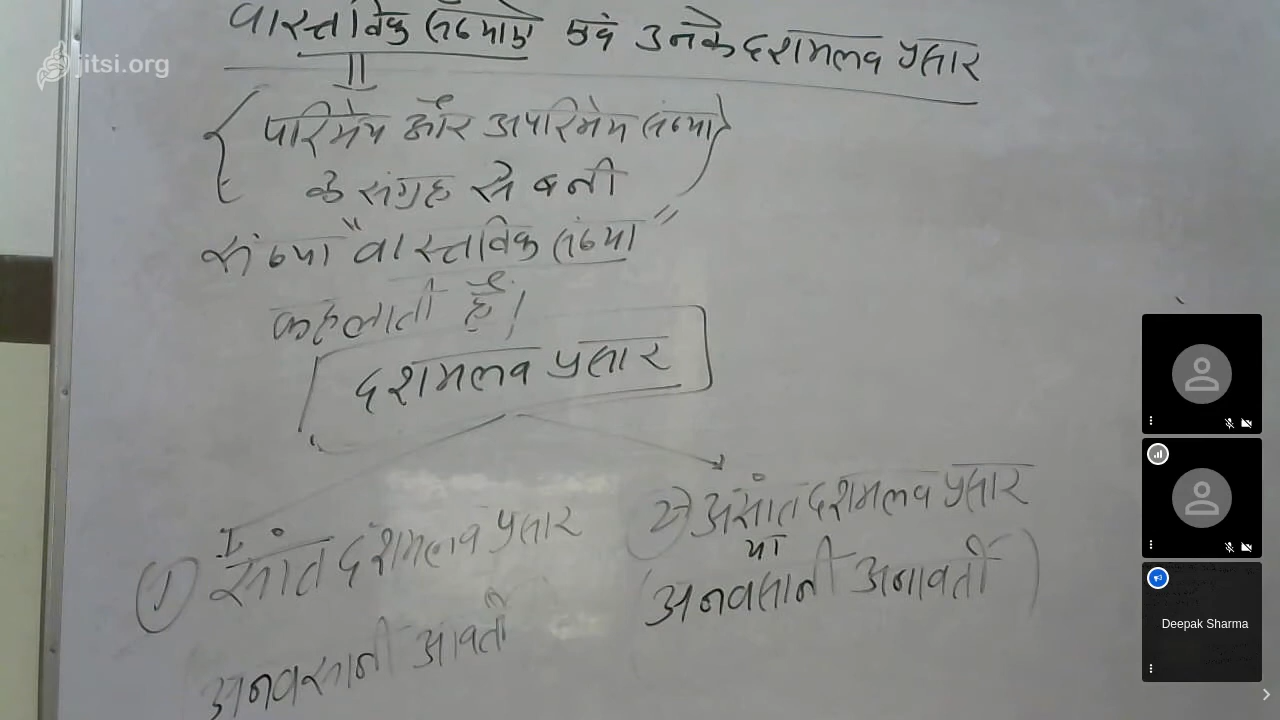 jitsi.org
वास्तविक संख्याएं एवं उनके दशमलव प्रसार
परिमेय और अपरिमेय संख्या
के संग्रह से बनी
संख्या "वास्तविक संख्या"
कहलाती है।
दशमलव प्रसार
1) सांत दशमलव प्रसार
अनवसानी आवर्ती
2) असांत दशमलव प्रसार
या
(अनवसानी अनावर्ती)
Deepak Sharma